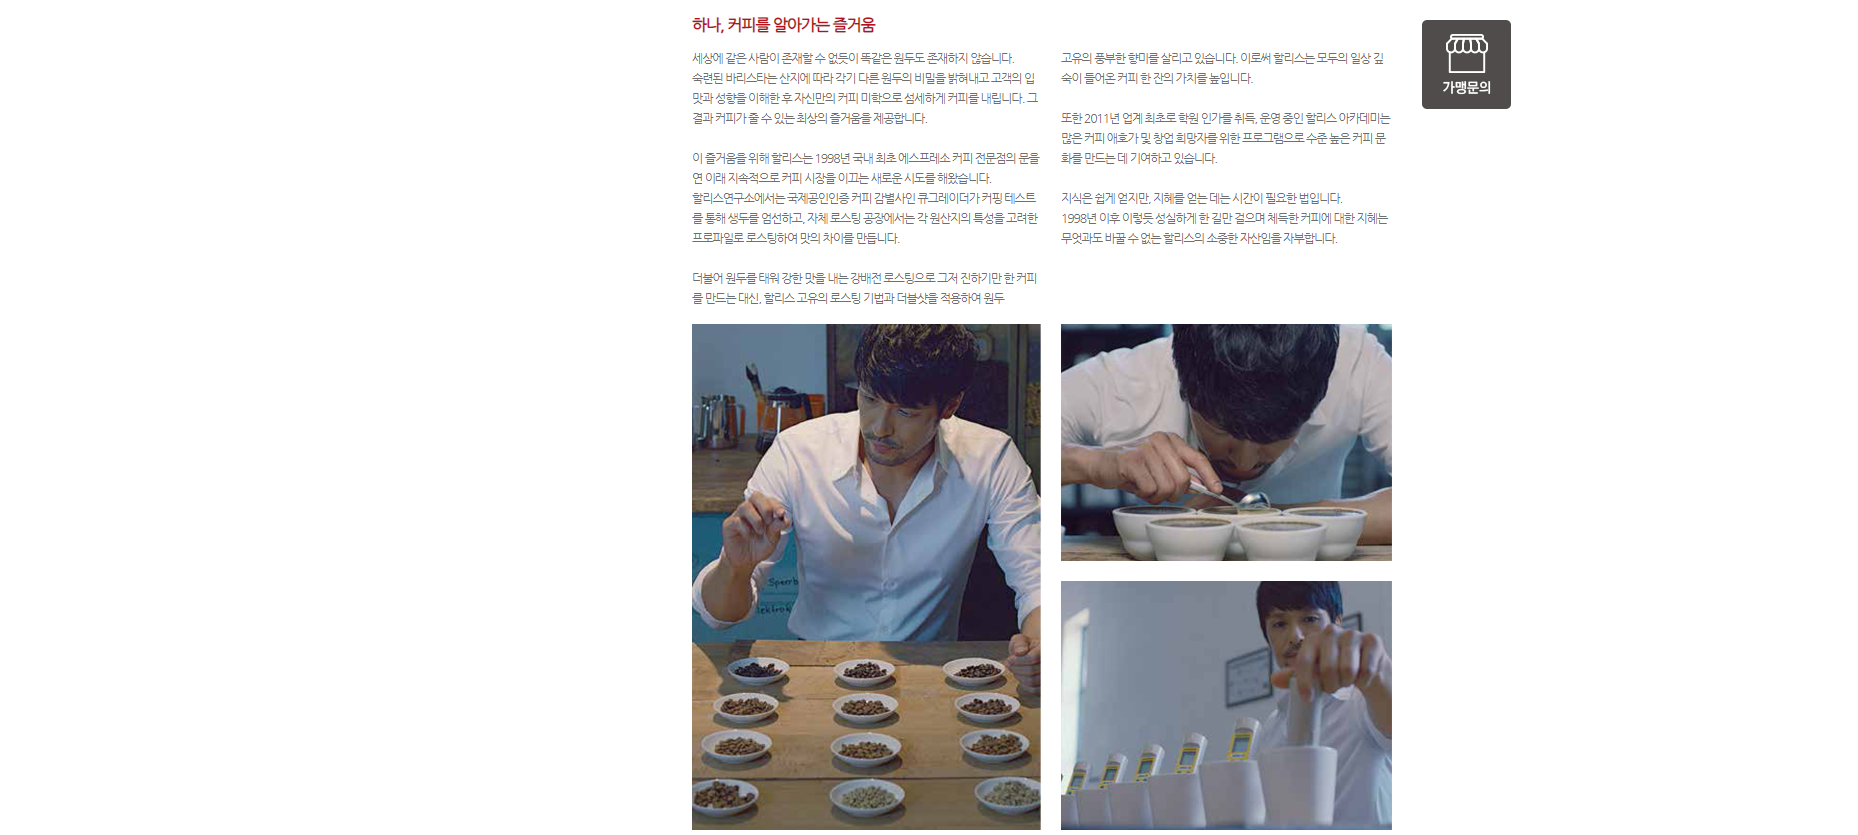 하나, 커피를 알아가는 즐거움
세상에 같은 사람이 존재할 수 없듯이 똑같은 원두도 존재하지 않습니다.
숙련된 바리스타는 산지에 따라 각기 다른 원두의 비밀을 밝혀내고 고객의 입
맛과 성향을 이해한 후 자신만의 커피 미학으로 섬세하게 커피를 내립니다. 그
결과 커피가 줄 수 있는 최상의 즐거움을 제공합니다.
이 즐거움을 위해 할리스는 1998년 국내 최초 에스프레소 커피 전문점의 문을
연 이래 지속적으로 커피 시장을 이끄는 새로운 시도를 해왔습니다.
할리스연구소에서는 국제공인인증 커피 감별사인 큐그레이더가 커핑 테스트
를 통해 생두를 엄선하고, 자체 로스팅 공장에서는 각 원산지의 특성을 고려한
프로파일로 로스팅하여 맛의 차이를 만듭니다.
더불어 원두를 태워 강한 맛을 내는 강배전 로스팅으로 그저 진하기만 한 커피
를 만드는 대신, 할리스 고유의 로스팅 기법과 더블샷을 적용하여 원두
고유의 풍부한 향미를 살리고 있습니다. 이로써 할리스는 모두의 일상 깊
숙이 들어온 커피 한 잔의 가치를 높입니다.
또한 2011년 업계 최초로 학원 인가를 취득, 운영 중인 할리스 아카데미는
많은 커피 애호가 및 창업 희망자를 위한 프로그램으로 수준 높은 커피 문
화를 만드는 데 기여하고 있습니다.
지식은 쉽게 얻지만, 지혜를 얻는 데는 시간이 필요한 법입니다.
1998년 이후 이렇듯 성실하게 한 길만 걸으며 체득한 커피에 대한 지혜는
무엇과도 바꿀 수 없는 할리스의 소중한 자산임을 자부합니다.
가맹문의